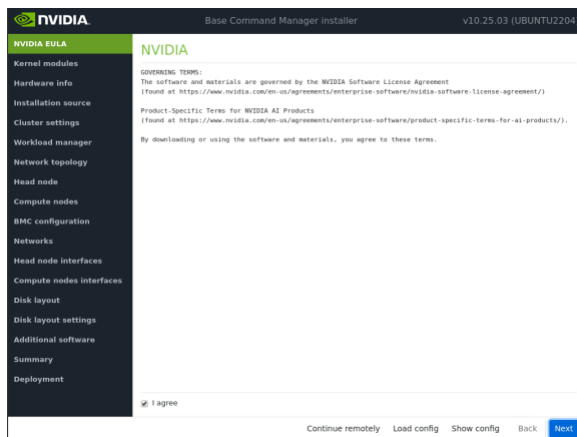 NVIDIA.
Base Command Manager installer
v10.25.03 (UBUNTU2204
NVIDIA EULA
Kernel modules
Hardware info
Installation source
Cluster settings
Workload manager
Network topology
Head node
Compute nodes
BMC configuration
Networks
Head node interfaces
Compute nodes interfaces
Disk layout
Disk layout settings
Additional software
Summary
Deployment
NVIDIA
GOVERNING TERMS:
The software and materials are governed by the NVIDIA Software License Agreement
(found at https://www.nvidia.com/en-us/agreements/enterprise-software/nvidia-software-license-agreement/)
Product-Specific Terms for NVIDIA AI Products
(found at https://www.nvidia.com/en-us/agreements/enterprise-software/product-specific-terms-for-ai-products/).
By downloading or using the software and materials, you agree to these terms.
I agree
Continue remotely
Load config
Show config
Back
Next